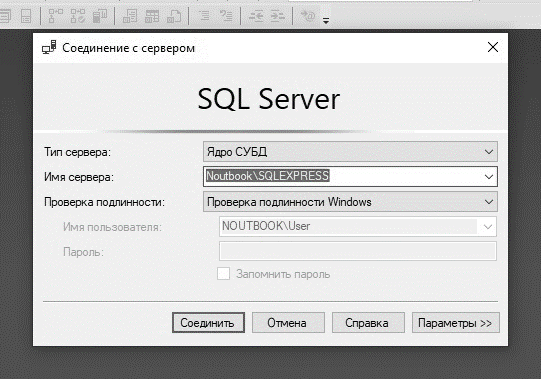 Соединение с сервером
SQL Server
Тип сервера: Ядро СУБД
Имя сервера: Noutbook\SQLEXPRESS
Проверка подлинности: Проверка подлинности Windows
Имя пользователя: NOUTBOOK\User
Пароль:
Запомнить пароль
Соединить Отмена Справка Параметры >>